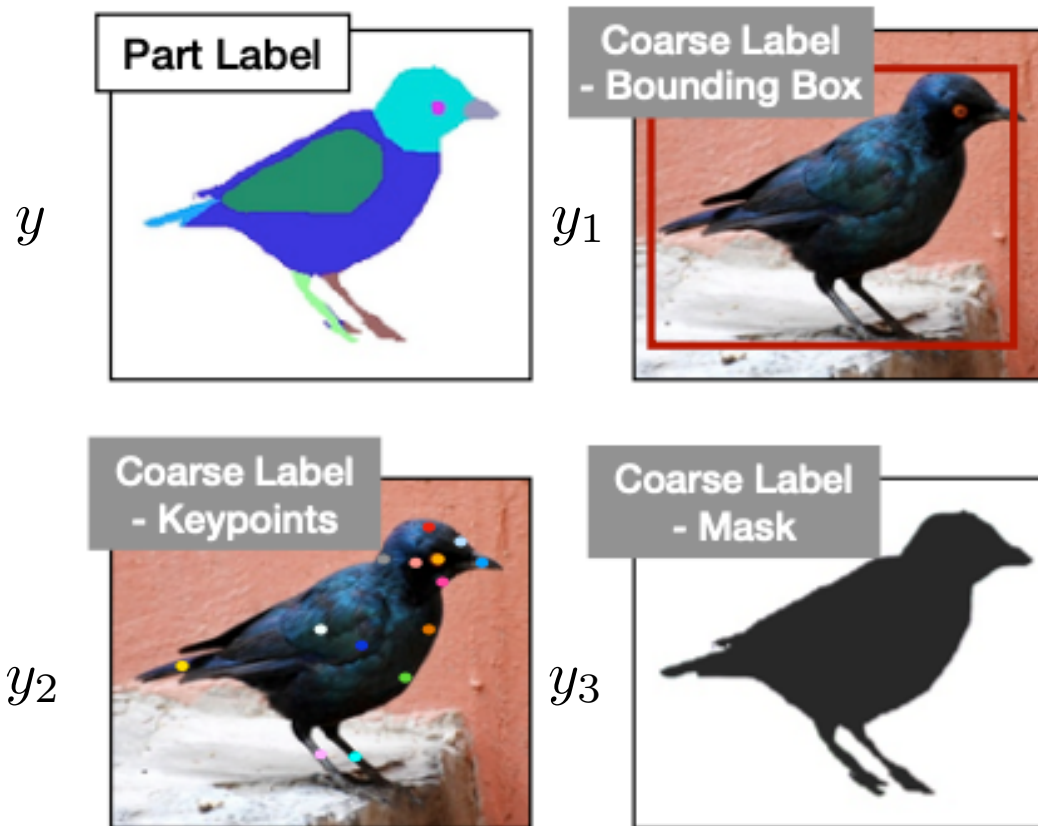 Part Label
y
Coarse Label
- Bounding Box
y₁
Coarse Label
- Keypoints
y₂
Coarse Label
- Mask
y₃